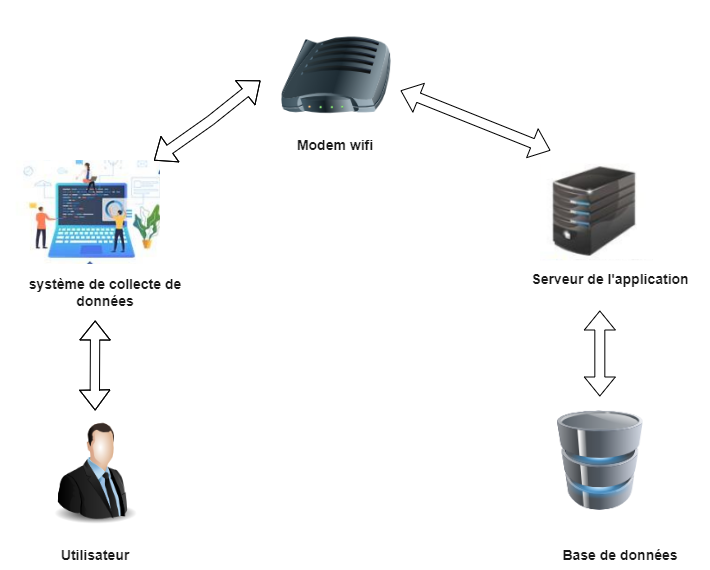 Modem wifi
système de collecte de
données
Serveur de l'application
Utilisateur
Base de données